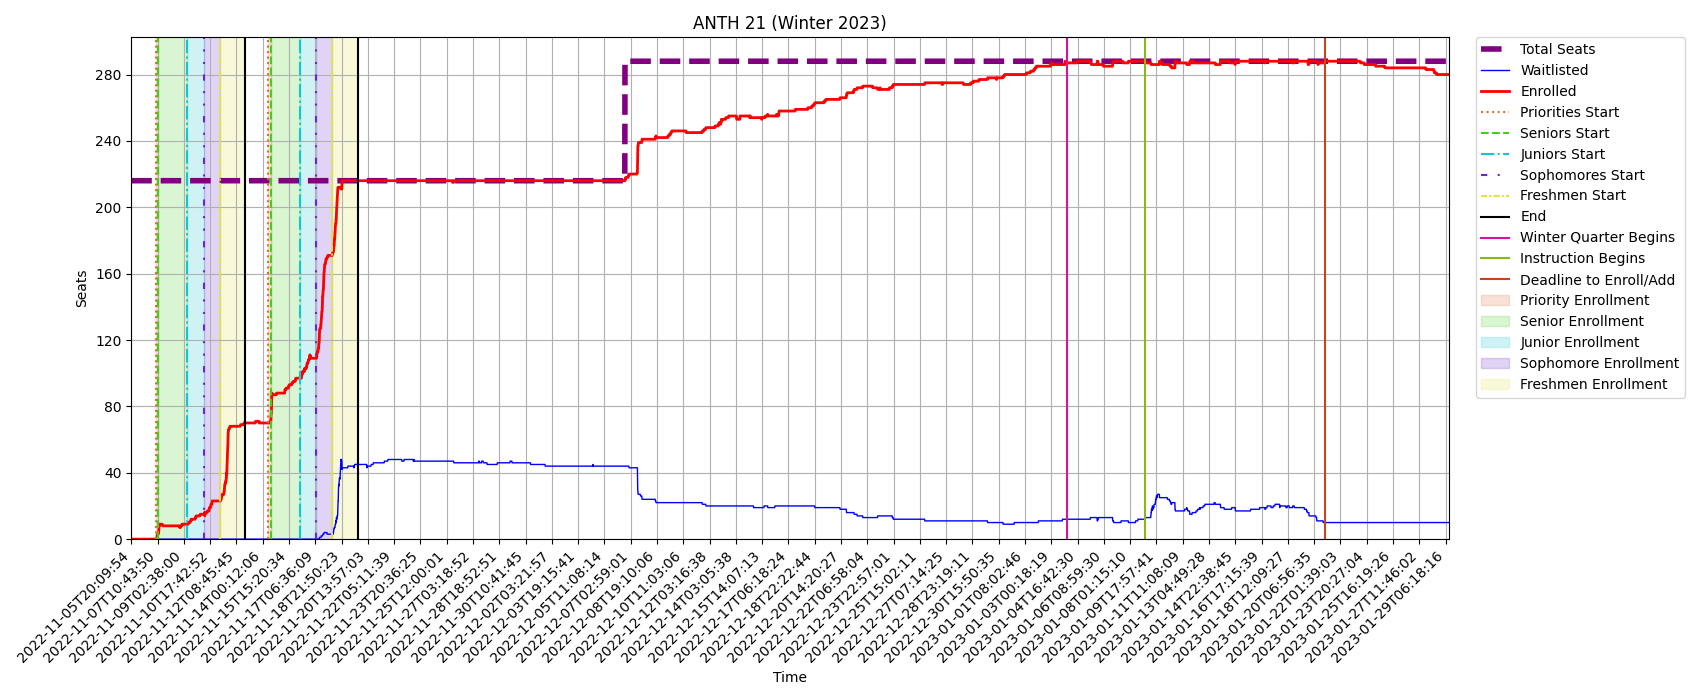 ANTH 21 (Winter 2023)
Seats
280
240
200
160
120
80
40
0
2022-11-05T20:09:54
2022-11-07T10:43:50
2022-11-09T02:38:00
2022-11-10T17:42:52
2022-11-12T08:45:45
2022-11-14T00:12:06
2022-11-15T15:20:34
2022-11-17T06:36:09
2022-11-18T21:50:23
2022-11-20T13:57:03
2022-11-22T05:11:39
2022-11-23T20:36:25
2022-11-25T12:00:01
2022-11-27T03:18:52
2022-11-28T18:52:51
2022-11-30T10:41:45
2022-12-02T03:21:57
2022-12-03T19:15:41
2022-12-05T11:08:14
2022-12-07T02:59:01
2022-12-08T19:10:06
2022-12-10T11:03:06
2022-12-12T03:16:38
2022-12-14T03:05:38
2022-12-15T14:07:13
2022-12-17T06:18:24
2022-12-18T22:22:44
2022-12-20T14:20:27
2022-12-22T06:58:04
2022-12-23T22:57:01
2022-12-25T15:02:11
2022-12-27T07:14:25
2022-12-28T23:19:11
2022-12-30T15:50:35
2023-01-01T08:02:46
2023-01-03T00:18:19
2023-01-04T16:42:30
2023-01-06T08:59:30
2023-01-08T01:15:10
2023-01-09T17:57:41
2023-01-11T11:08:09
2023-01-13T04:49:28
2023-01-14T22:38:45
2023-01-16T17:15:39
2023-01-18T12:09:27
2023-01-20T06:56:35
2023-01-22T01:39:03
2023-01-23T20:27:04
2023-01-25T16:19:26
2023-01-27T11:46:02
2023-01-29T06:18:16
Time
Total Seats
Waitlisted
Enrolled
Priorities Start
Seniors Start
Juniors Start
Sophomores Start
Freshmen Start
End
Winter Quarter Begins
Instruction Begins
Deadline to Enroll/Add
Priority Enrollment
Senior Enrollment
Junior Enrollment
Sophomore Enrollment
Freshmen Enrollment